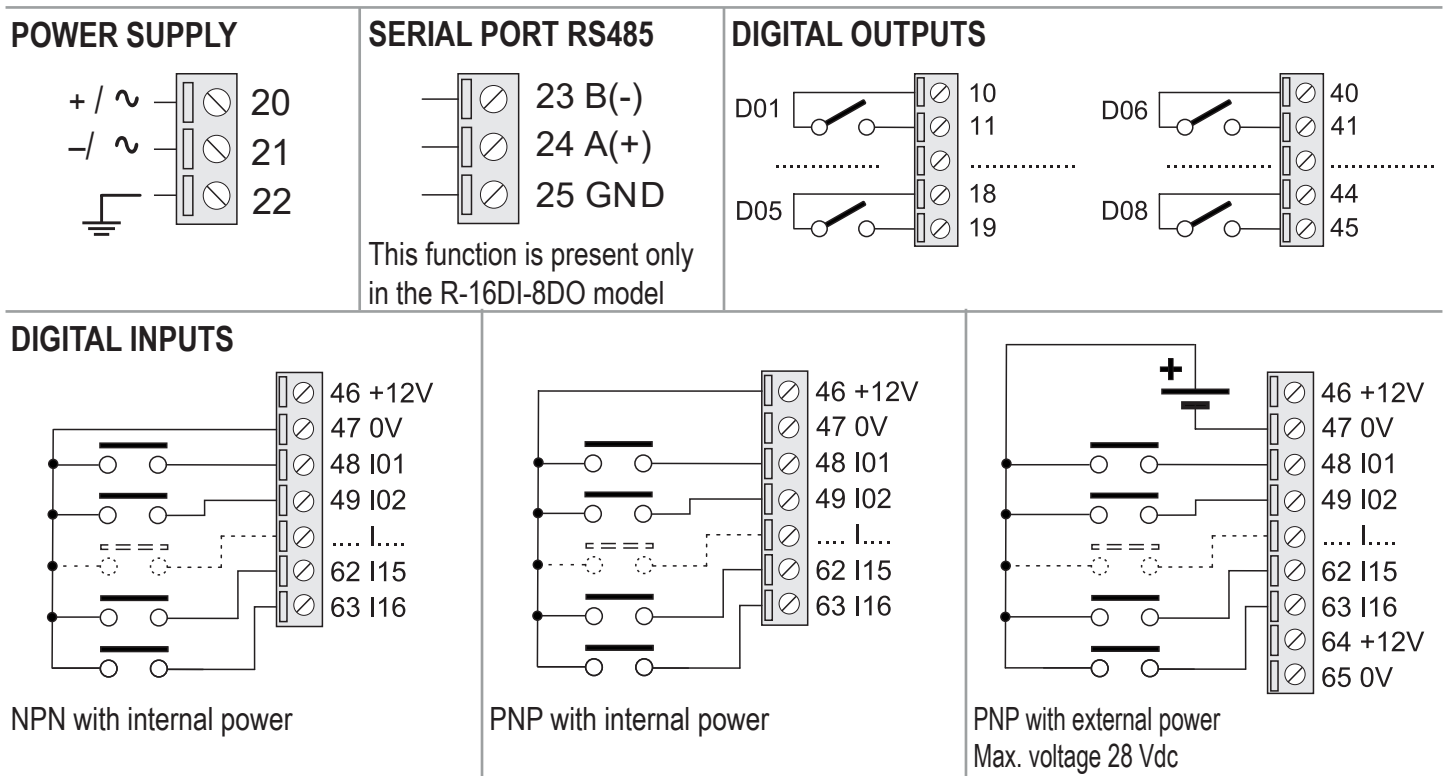 POWER SUPPLY
+ / ~
20
–/ ~
21
22
SERIAL PORT RS485
23 B(-)
24 A(+)
25 GND
This function is present only
in the R-16DI-8DO model
DIGITAL OUTPUTS
D01
10
11
....................
D05
18
19
D06
40
41
....................
D08
44
45
DIGITAL INPUTS
46 +12V
47 0V
48 I01
49 I02
.... I....
62 I15
63 I16
NPN with internal power
46 +12V
47 0V
48 I01
49 I02
.... I....
62 I15
63 I16
PNP with internal power
+
46 +12V
47 0V
48 I01
49 I02
.... I....
62 I15
63 I16
64 +12V
65 0V
PNP with external power
Max. voltage 28 Vdc